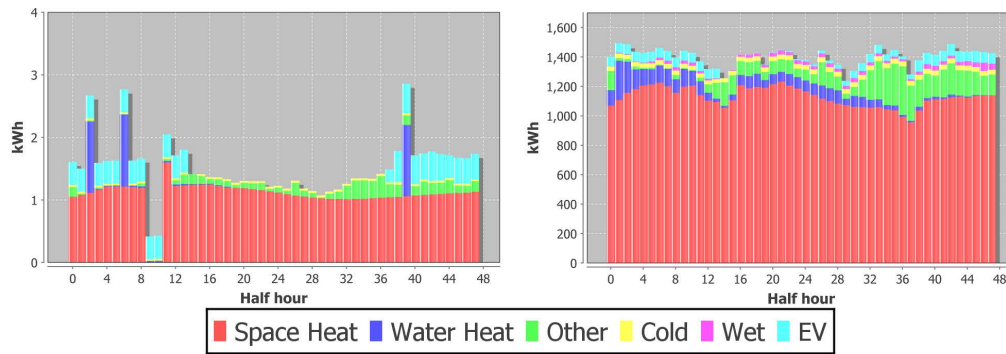 4
3
2
1
0
kWh
0 4 8 12 16 20 24 28 32 36 40 44 48
Half hour
1,600
1,400
1,200
1,000
800
600
400
200
0
kWh
0 4 8 12 16 20 24 28 32 36 40 44 48
Half hour
Space Heat Water Heat Other Cold Wet EV